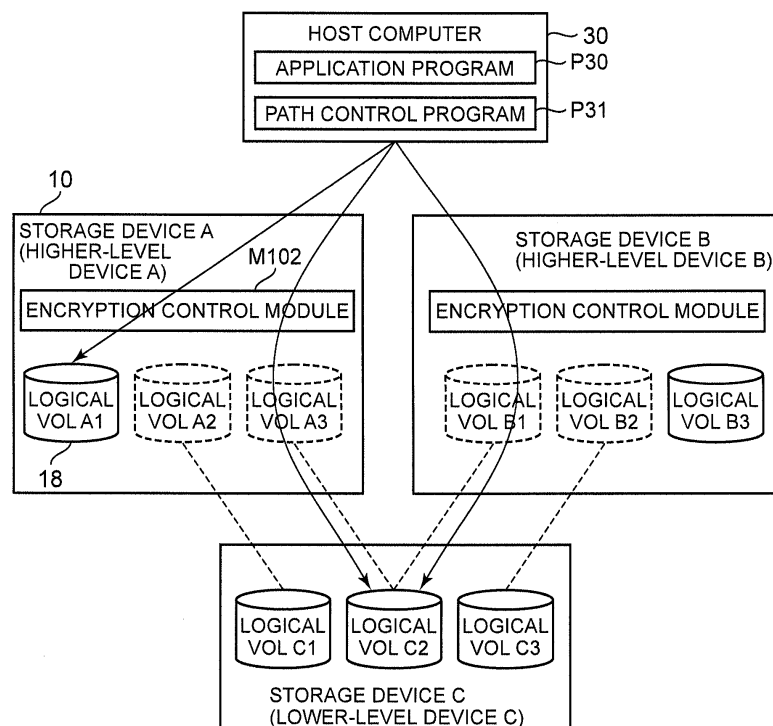 HOST COMPUTER
30
APPLICATION PROGRAM
P30
PATH CONTROL PROGRAM
P31
10
STORAGE DEVICE A
(HIGHER-LEVEL
DEVICE A)
M102
ENCRYPTION CONTROL MODULE
LOGICAL
VOL A1
LOGICAL
VOL A2
LOGICAL
VOL A3
18
STORAGE DEVICE B
(HIGHER-LEVEL DEVICE B)
ENCRYPTION CONTROL MODULE
LOGICAL
VOL B1
LOGICAL
VOL B2
LOGICAL
VOL B3
LOGICAL
VOL C1
LOGICAL
VOL C2
LOGICAL
VOL C3
STORAGE DEVICE C
(LOWER-LEVEL DEVICE C)